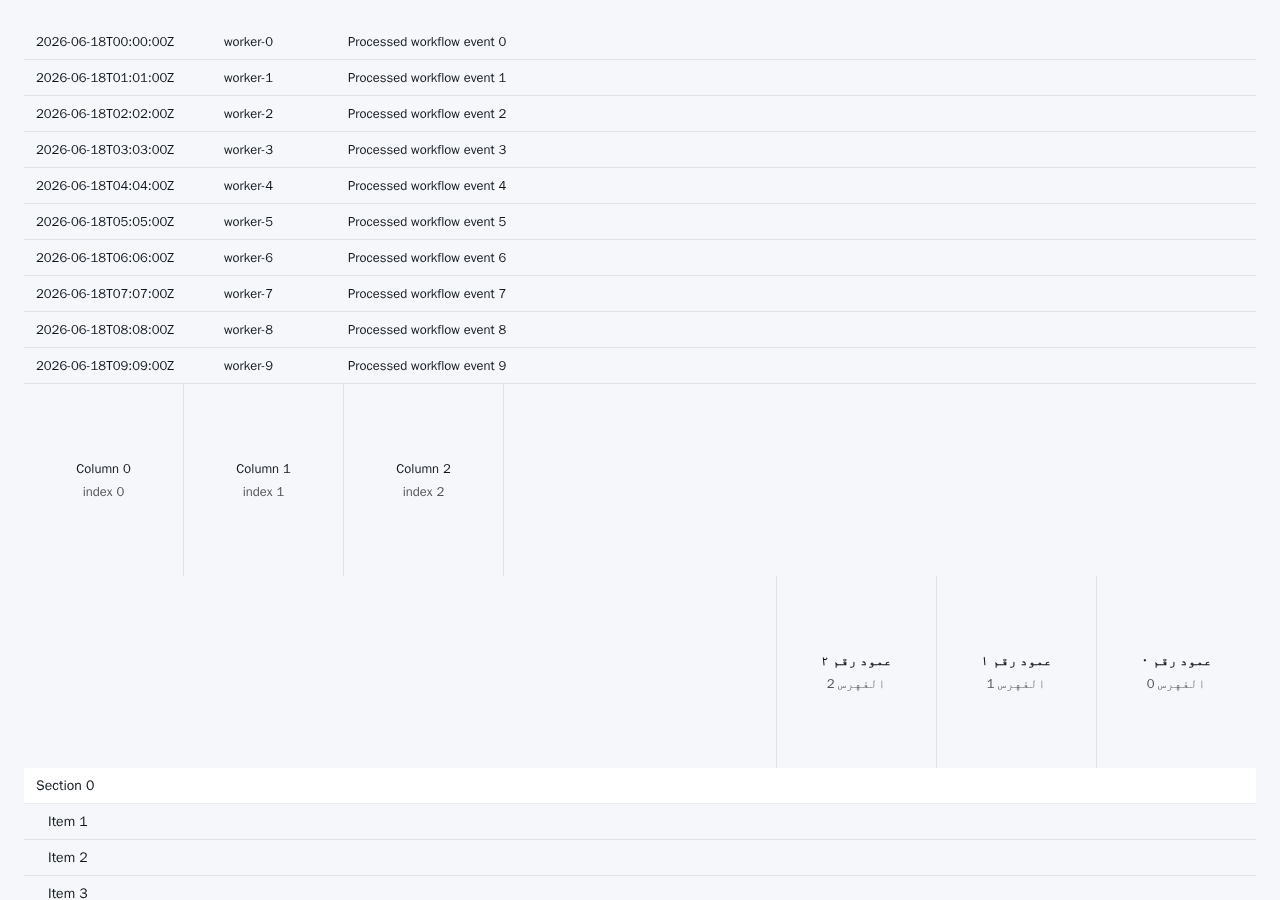 2026-06-18T00:00:00Z worker-0 Processed workflow event 0
2026-06-18T01:01:00Z worker-1 Processed workflow event 1
2026-06-18T02:02:00Z worker-2 Processed workflow event 2
2026-06-18T03:03:00Z worker-3 Processed workflow event 3
2026-06-18T04:04:00Z worker-4 Processed workflow event 4
2026-06-18T05:05:00Z worker-5 Processed workflow event 5
2026-06-18T06:06:00Z worker-6 Processed workflow event 6
2026-06-18T07:07:00Z worker-7 Processed workflow event 7
2026-06-18T08:08:00Z worker-8 Processed workflow event 8
2026-06-18T09:09:00Z worker-9 Processed workflow event 9
Column 0
index 0
Column 1
index 1
Column 2
index 2
عمود رقم ٠
الفهرس 0
عمود رقم ١
الفهرس 1
عمود رقم ٢
الفهرس 2
Section 0
Item 1
Item 2
Item 3